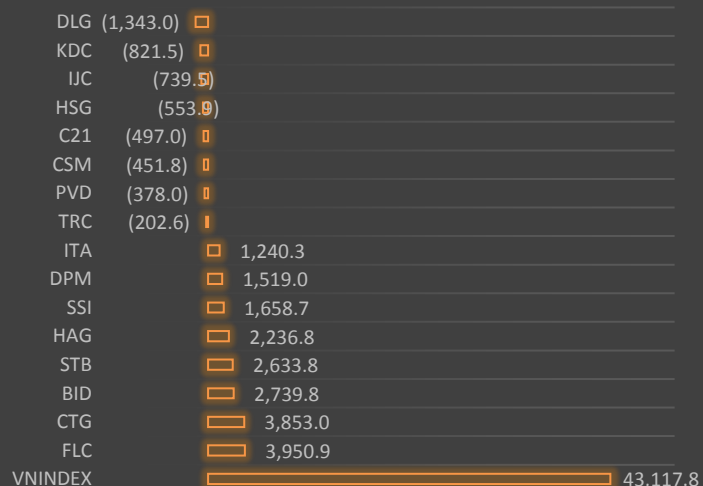 DLG (1,343.0)
KDC (821.5)
IJC (739.5)
HSG (553.9)
C21 (497.0)
CSM (451.8)
PVD (378.0)
TRC (202.6)
ITA 1,240.3
DPM 1,519.0
SSI 1,658.7
HAG 2,236.8
STB 2,633.8
BID 2,739.8
CTG 3,853.0
FLC 3,950.9
VNINDEX 43,117.8